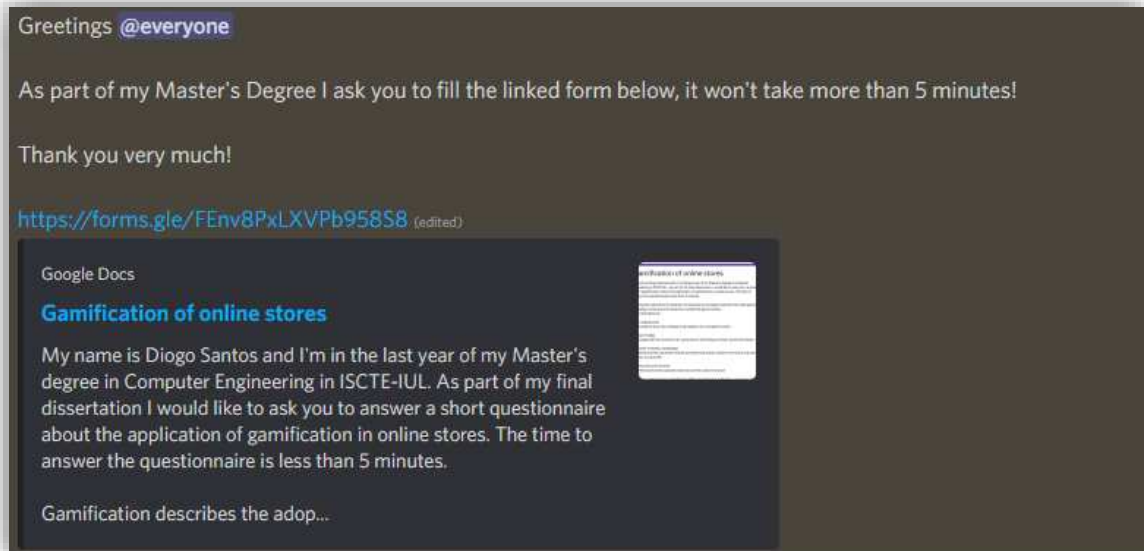 Greetings @everyone
As part of my Master's Degree I ask you to fill the linked form below, it won't take more than 5 minutes!
Thank you very much!
https://forms.gle/FEnv8PxLXVPb958S8 (edited)
Google Docs
Gamification of online stores
My name is Diogo Santos and I'm in the last year of my Master's
degree in Computer Engineering in ISCTE-IUL. As part of my final
dissertation I would like to ask you to answer a short questionnaire
about the application of gamification in online stores. The time to
answer the questionnaire is less than 5 minutes.
Gamification describes the adop...
amification of online stores